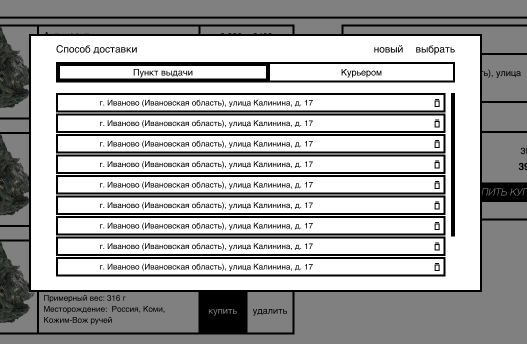 Способ доставки
новый выбрать
Пункт выдачи
Курьером
г. Иваново (Ивановская область), улица Калинина, д. 17
г. Иваново (Ивановская область), улица Калинина, д. 17
г. Иваново (Ивановская область), улица Калинина, д. 17
г. Иваново (Ивановская область), улица Калинина, д. 17
г. Иваново (Ивановская область), улица Калинина, д. 17
г. Иваново (Ивановская область), улица Калинина, д. 17
г. Иваново (Ивановская область), улица Калинина, д. 17
г. Иваново (Ивановская область), улица Калинина, д. 17
г. Иваново (Ивановская область), улица Калинина, д. 17
ь), улица
39
39
ПИТЬ КУП
Примерный вес: 316 г
Месторождение: Россия, Коми,
Кожим-Вож ручей
купить
удалить